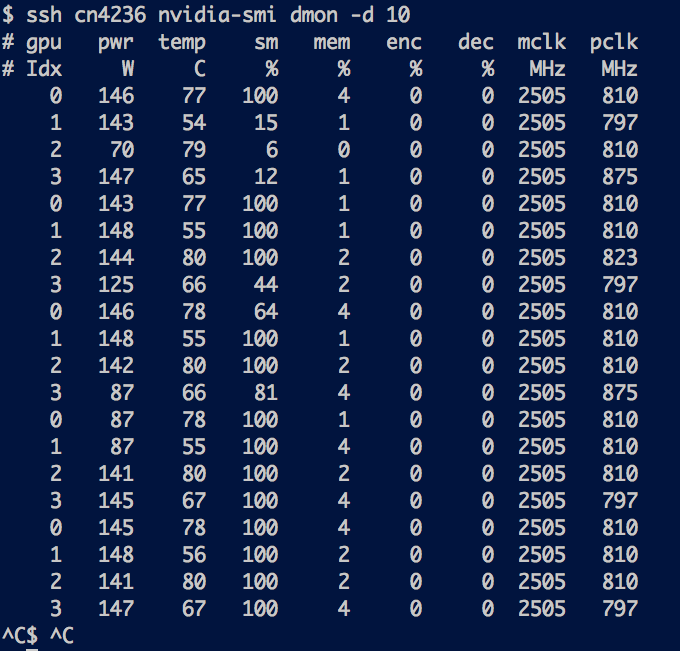 $ ssh cn4236 nvidia-smi dmon -d 10
# gpu   pwr  temp    sm   mem   enc   dec  mclk  pclk
# Idx     W     C     %     %     %     %   MHz   MHz
    0   146    77   100     4     0     0  2505   810
    1   143    54    15     1     0     0  2505   797
    2    70    79     6     0     0     0  2505   810
    3   147    65    12     1     0     0  2505   875
    0   143    77   100     1     0     0  2505   810
    1   148    55   100     1     0     0  2505   810
    2   144    80   100     2     0     0  2505   823
    3   125    66    44     2     0     0  2505   797
    0   146    78    64     4     0     0  2505   810
    1   148    55   100     1     0     0  2505   810
    2   142    80   100     2     0     0  2505   810
    3    87    66    81     4     0     0  2505   875
    0    87    78   100     1     0     0  2505   810
    1    87    55   100     4     0     0  2505   810
    2   141    80   100     2     0     0  2505   810
    3   145    67   100     4     0     0  2505   797
    0   145    78   100     4     0     0  2505   810
    1   148    56   100     2     0     0  2505   810
    2   141    80   100     2     0     0  2505   810
    3   147    67   100     4     0     0  2505   797
^C$ ^C